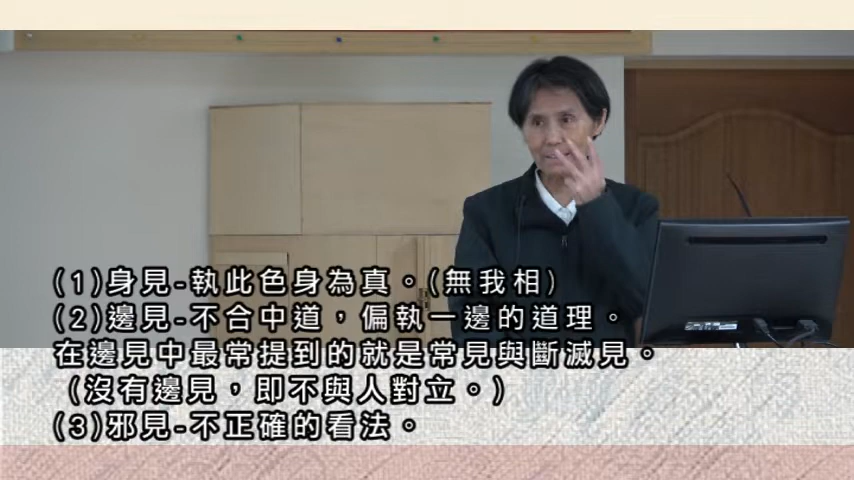 (1)身見-執此色身為真。(無我相)
(2)邊見-不合中道，偏執一邊的道理。
在邊見中最常提到的就是常見與斷滅見。
(沒有邊見，即不與人對立。)
(3)邪見-不正確的看法。